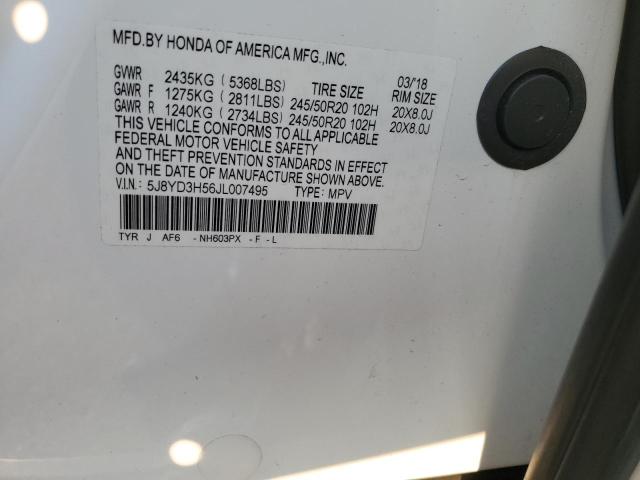 MFD.BY HONDA OF AMERICA MFG.,INC.
03/'18
GVWR 2435KG ( 5368LBS) TIRE SIZE RIM SIZE
GAWR F 1275KG ( 2811LBS) 245/50R20 102H 20X8.0J
GAWR R 1240KG ( 2734LBS) 245/50R20 102H 20X8.0J
THIS VEHICLE CONFORMS TO ALL APPLICABLE
FEDERAL MOTOR VEHICLE SAFETY
AND THEFT PREVENTION STANDARDS IN EFFECT
ON THE DATE OF MANUFACTURE SHOWN ABOVE.
V.I.N.: 5J8YD3H56JL007495 TYPE: MPV
TYR J AF6 - NH603PX - F - L